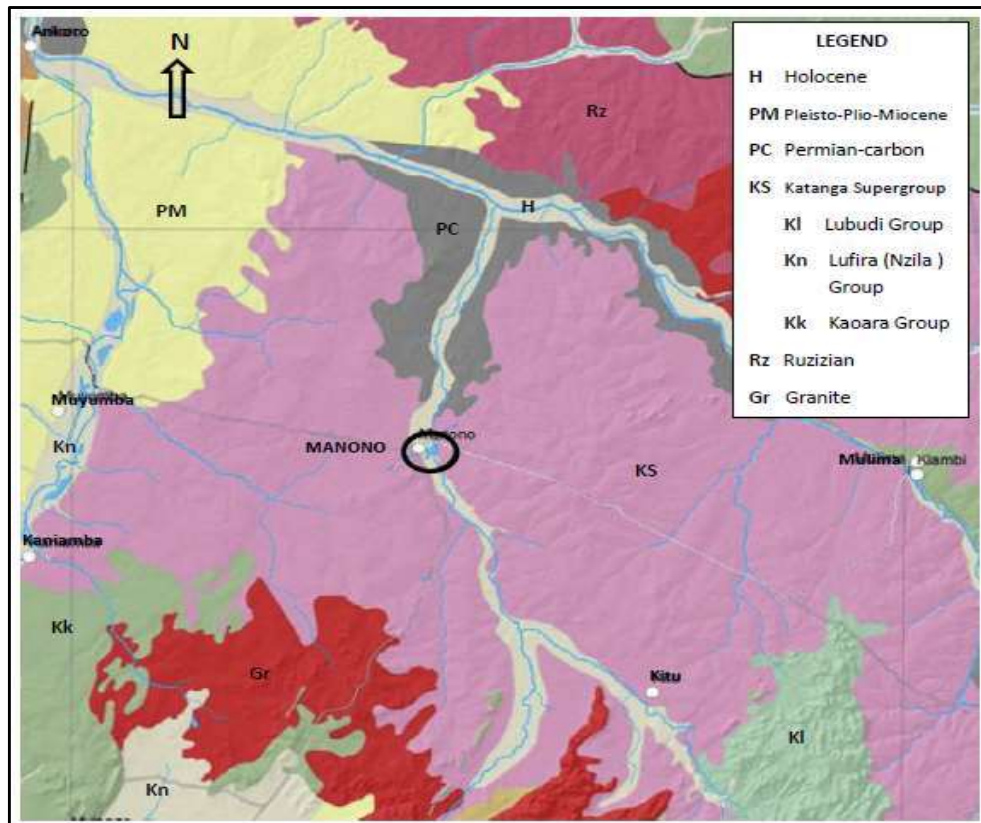 Ankoro
N
LEGEND
H Holocene
PM Pleisto-Plio-Miocene
PC Permian-carbon
KS Katanga Supergroup
Kl Lubudi Group
Kn Lufira (Nzila )
Group
Kk Kaoara Group
Rz Ruzizian
Gr Granite
Rz
PM
H
PC
Muyumba
Kn
MANONO Manono
KS
Mulima Kiambi
Kaniamba
Kk
Gr
Kitu
Kl
Kn